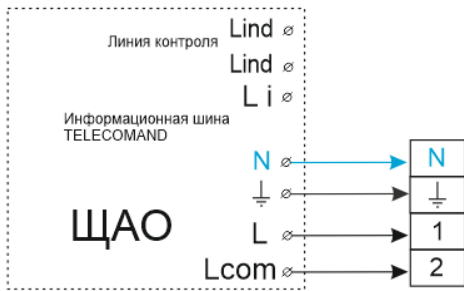 Линия контроля Lind
Lind
L i
Информационная шина
TELECOMAND
N N
ЩАО
L 1
Lcom 2